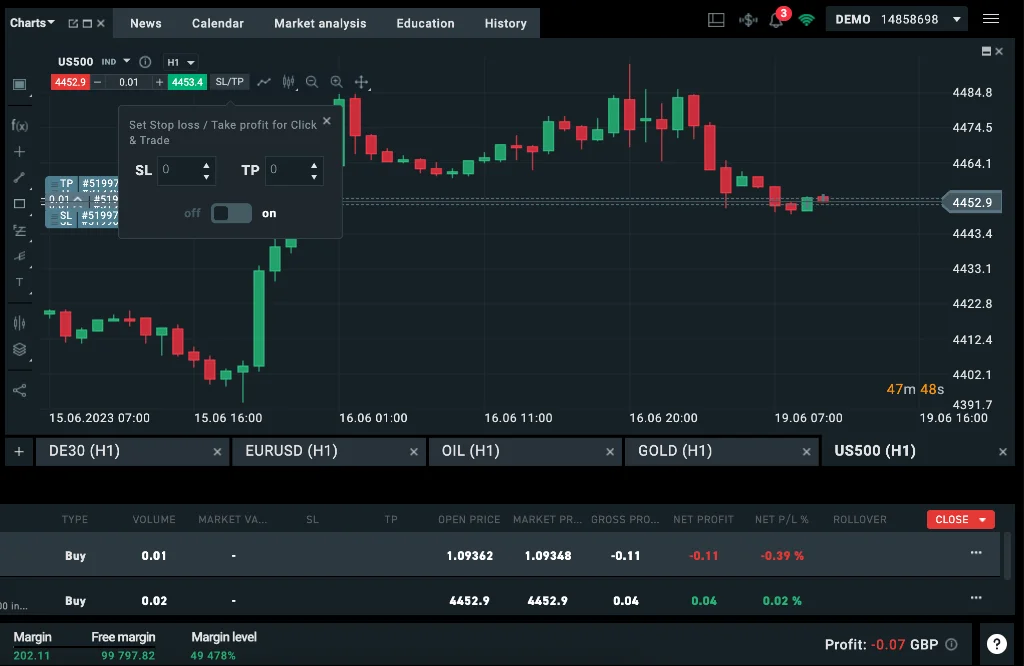 Charts News Calendar Market analysis Education History 3 DEMO 14858698
US500 IND H1
4452.9 − 0.01 + 4453.4 SL/TP
Set Stop loss / Take profit for Click
& Trade
SL 0 TP 0
off on
TP #51997
0.01 #519
SL #51997
f(x)
T
4484.8
4474.5
4464.1
4452.9
4443.4
4433.1
4422.8
4412.4
4402.1
4391.7
47m 48s
15.06.2023 07:00 15.06 16:00 16.06 01:00 16.06 11:00 16.06 20:00 19.06 07:00 19.06 16:00
+ DE30 (H1) EURUSD (H1) OIL (H1) GOLD (H1) US500 (H1)
TYPE VOLUME MARKET VA... SL TP OPEN PRICE MARKET PR... GROSS PRO... NET PROFIT NET P/L % ROLLOVER CLOSE
Buy 0.01 - 1.09362 1.09348 -0.11 -0.11 -0.39 % ...
00 in... Buy 0.02 - 4452.9 4452.9 0.04 0.04 0.02 % ...
Margin Free margin Margin level
202.11 99 797.82 49 478%
Profit: -0.07 GBP ?